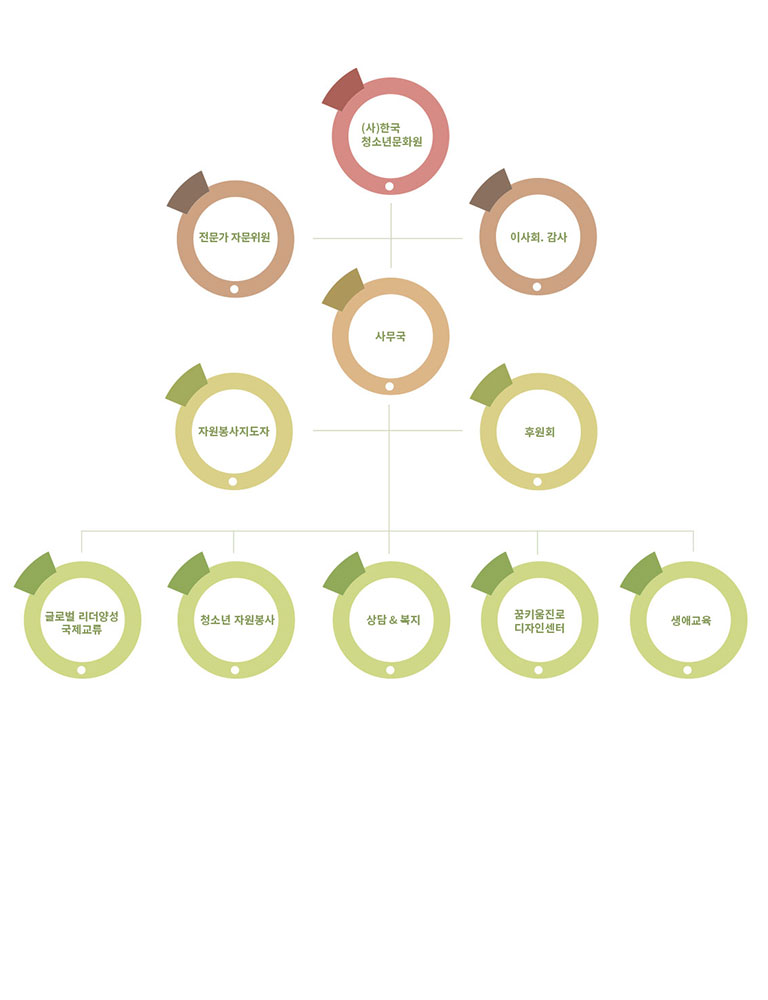 (사)한국
청소년문화원
전문가 자문위원
이사회. 감사
사무국
자원봉사지도자
후원회
글로벌 리더양성
국제교류
청소년 자원봉사
상담 & 복지
꿈키움진로
디자인센터
생애교육